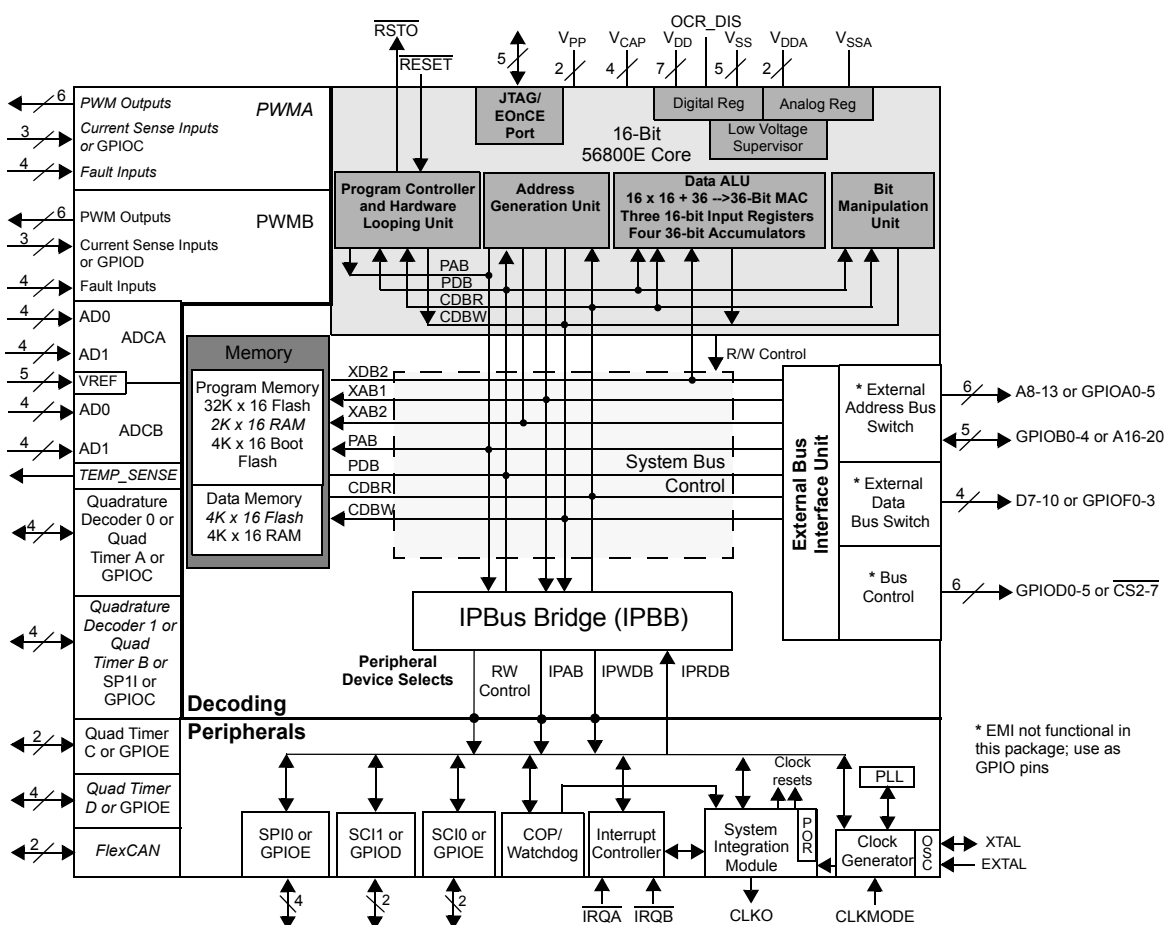 OCR_DIS
RSTO
RESET
5
VPP
VCAP
VDD
VSS
VDDA
VSSA
2
4
7
5
2
6
PWM Outputs
PWMA
3
Current Sense Inputs
or GPIOC
4
Fault Inputs
6
PWM Outputs
PWMB
3
Current Sense Inputs
or GPIOD
4
Fault Inputs
4
AD0
ADCA
4
AD1
5
VREF
4
AD0
ADCB
4
AD1
TEMP_SENSE
4
Quadrature
Decoder 0 or
Quad
Timer A or
GPIOC
4
Quadrature
Decoder 1 or
Quad
Timer B or
SP1I or
GPIOC
2
Quad Timer
C or GPIOE
4
Quad Timer
D or GPIOE
2
FlexCAN
JTAG/
EOnCE
Port
16-Bit
56800E Core
Digital Reg
Analog Reg
Low Voltage
Supervisor
Program Controller
and Hardware
Looping Unit
Address
Generation Unit
Data ALU
16 x 16 + 36 -->36-Bit MAC
Three 16-bit Input Registers
Four 36-bit Accumulators
Bit
Manipulation
Unit
PAB
PDB
CDBR
CDBW
R/W Control
Memory
Program Memory
32K x 16 Flash
2K x 16 RAM
4K x 16 Boot
Flash
Data Memory
4K x 16 Flash
4K x 16 RAM
XDB2
XAB1
XAB2
PAB
PDB
CDBR
CDBW
System Bus
Control
External Bus
Interface Unit
* External
Address Bus
Switch
* External
Data
Bus Switch
* Bus
Control
6
A8-13 or GPIOA0-5
5
GPIOB0-4 or A16-20
4
D7-10 or GPIOF0-3
6
GPIOD0-5 or CS2-7
IPBus Bridge (IPBB)
Peripheral
Device Selects
RW
Control
IPAB
IPWDB
IPRDB
Decoding
Peripherals
* EMI not functional in
this package; use as
GPIO pins
Clock
resets
PLL
SPI0 or
GPIOE
SCI1 or
GPIOD
SCI0 or
GPIOE
COP/
Watchdog
Interrupt
Controller
System
Integration
Module
POR
Clock
Generator
OSC
XTAL
EXTAL
4
2
2
IRQA
IRQB
CLKO
CLKMODE